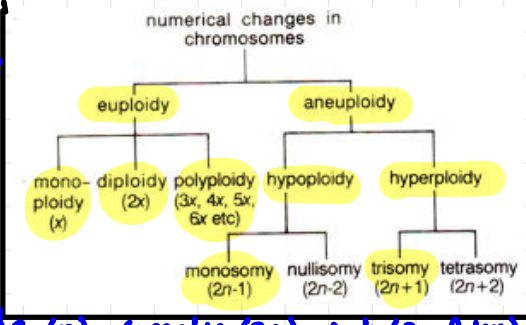 numerical changes in
chromosomes
euploidy
aneuploidy
mono-
ploidy
(x)
diploidy
(2x)
polyploidy
(3x, 4x, 5x,
6x etc)
hypoploidy
hyperploidy
monosomy
(2n-1)
nullisomy
(2n-2)
trisomy
(2n+1)
tetrasomy
(2n+2)